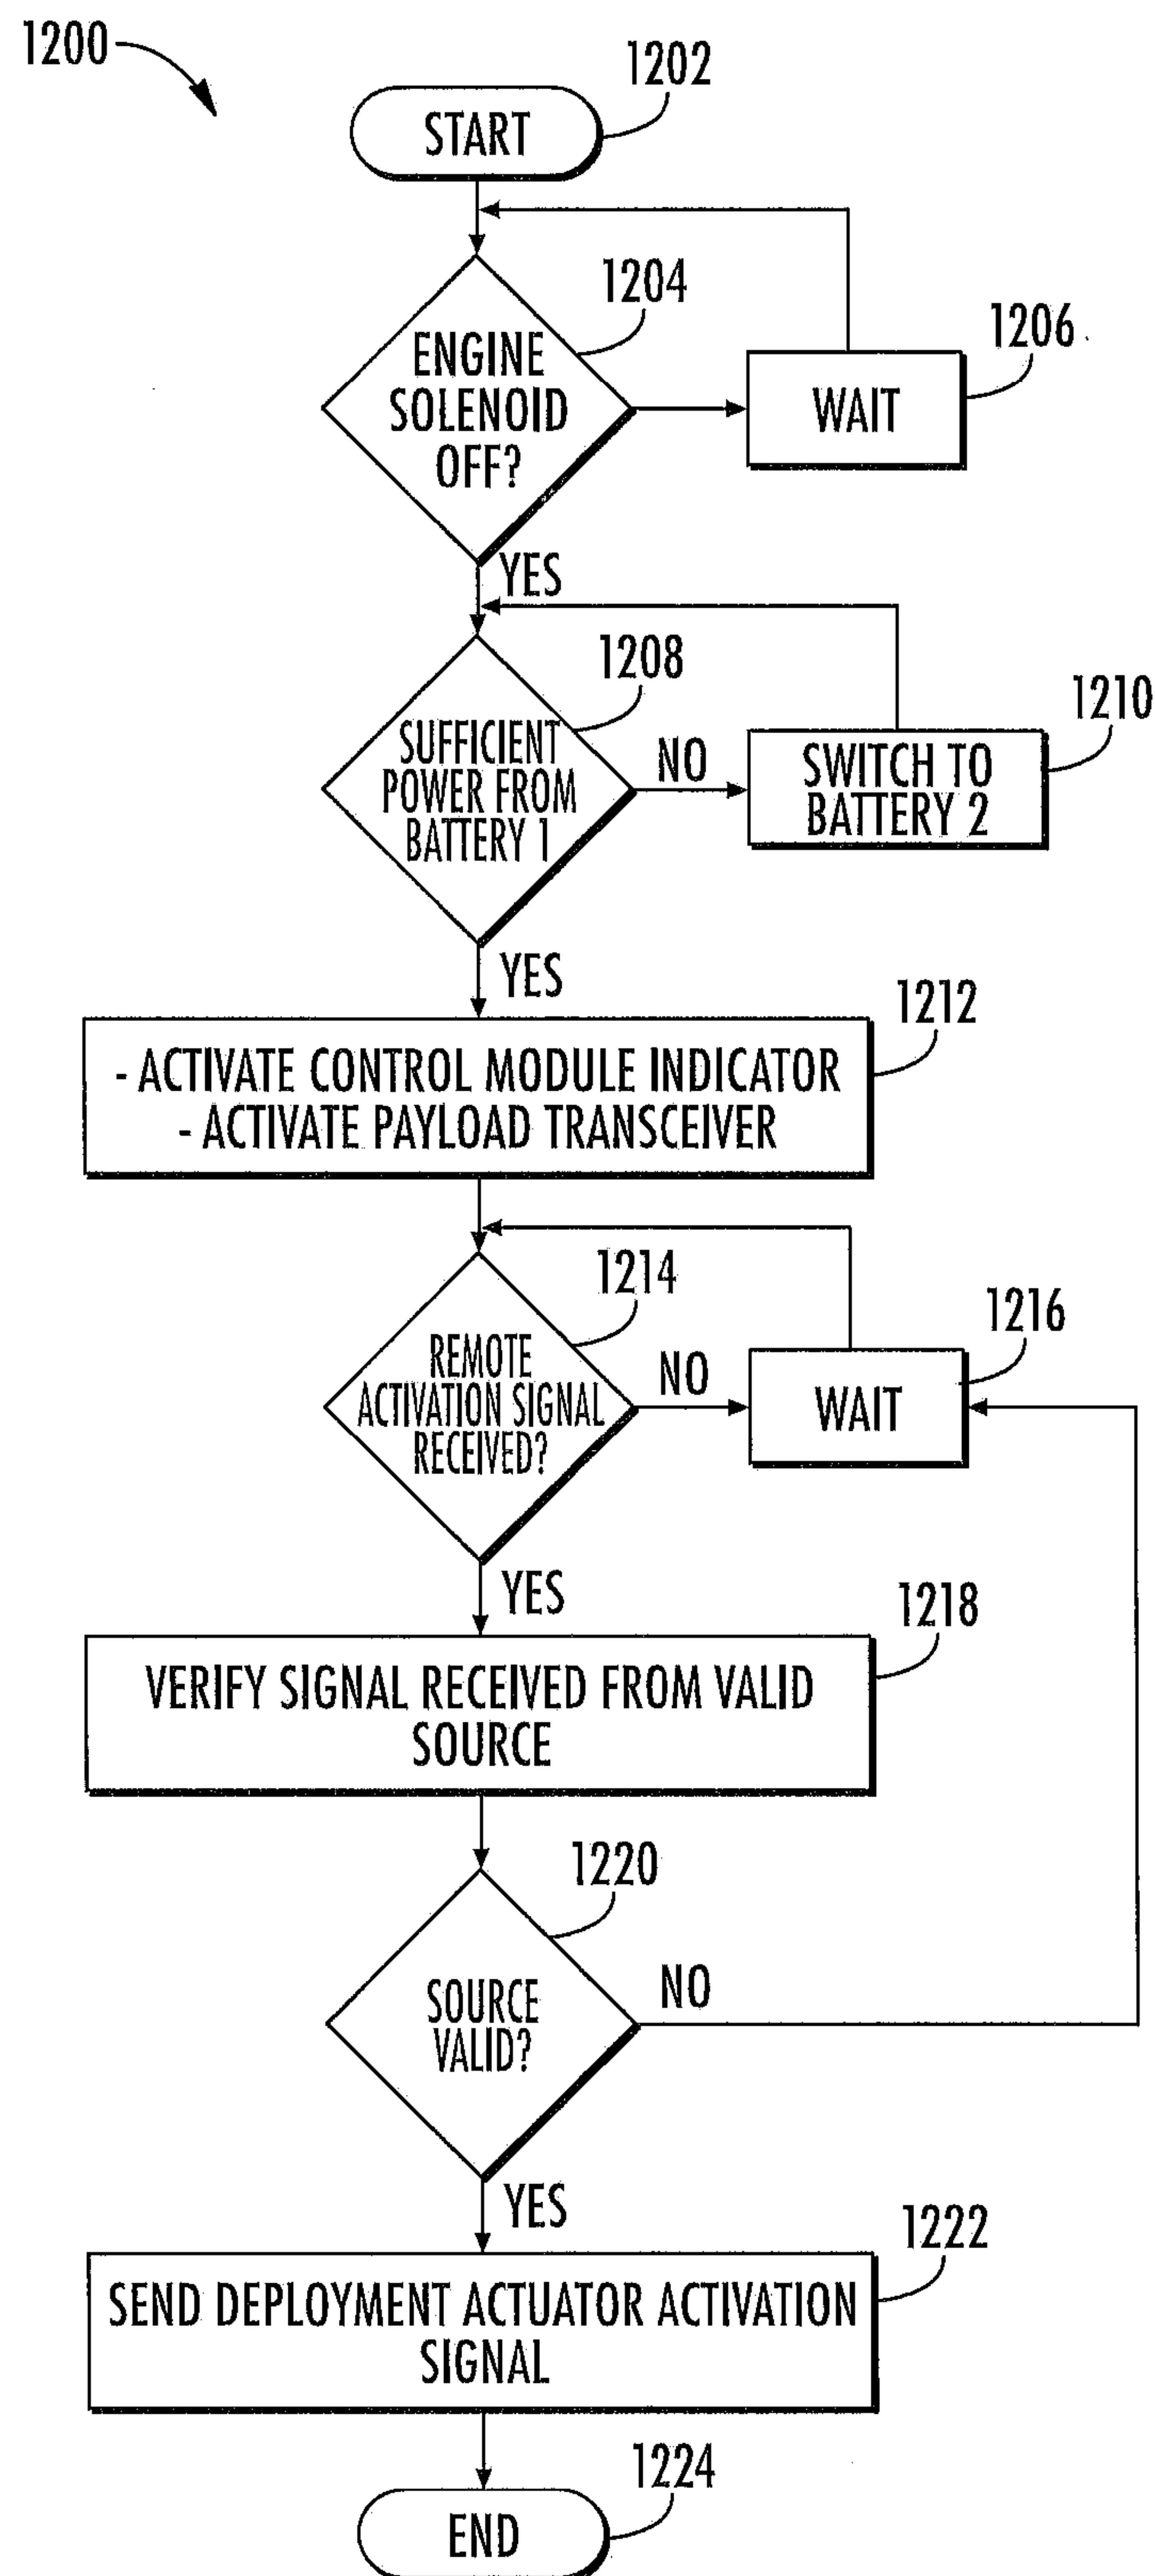 1200
1202
START
1204
ENGINE
SOLENOID
OFF?
1206
WAIT
YES
1208
SUFFICIENT
POWER FROM
BATTERY 1
NO
1210
SWITCH TO
BATTERY 2
YES
1212
- ACTIVATE CONTROL MODULE INDICATOR
- ACTIVATE PAYLOAD TRANSCEIVER
1214
REMOTE
ACTIVATION SIGNAL
RECEIVED?
NO
1216
WAIT
YES
1218
VERIFY SIGNAL RECEIVED FROM VALID
SOURCE
1220
SOURCE
VALID?
NO
YES
1222
SEND DEPLOYMENT ACTUATOR ACTIVATION
SIGNAL
1224
END